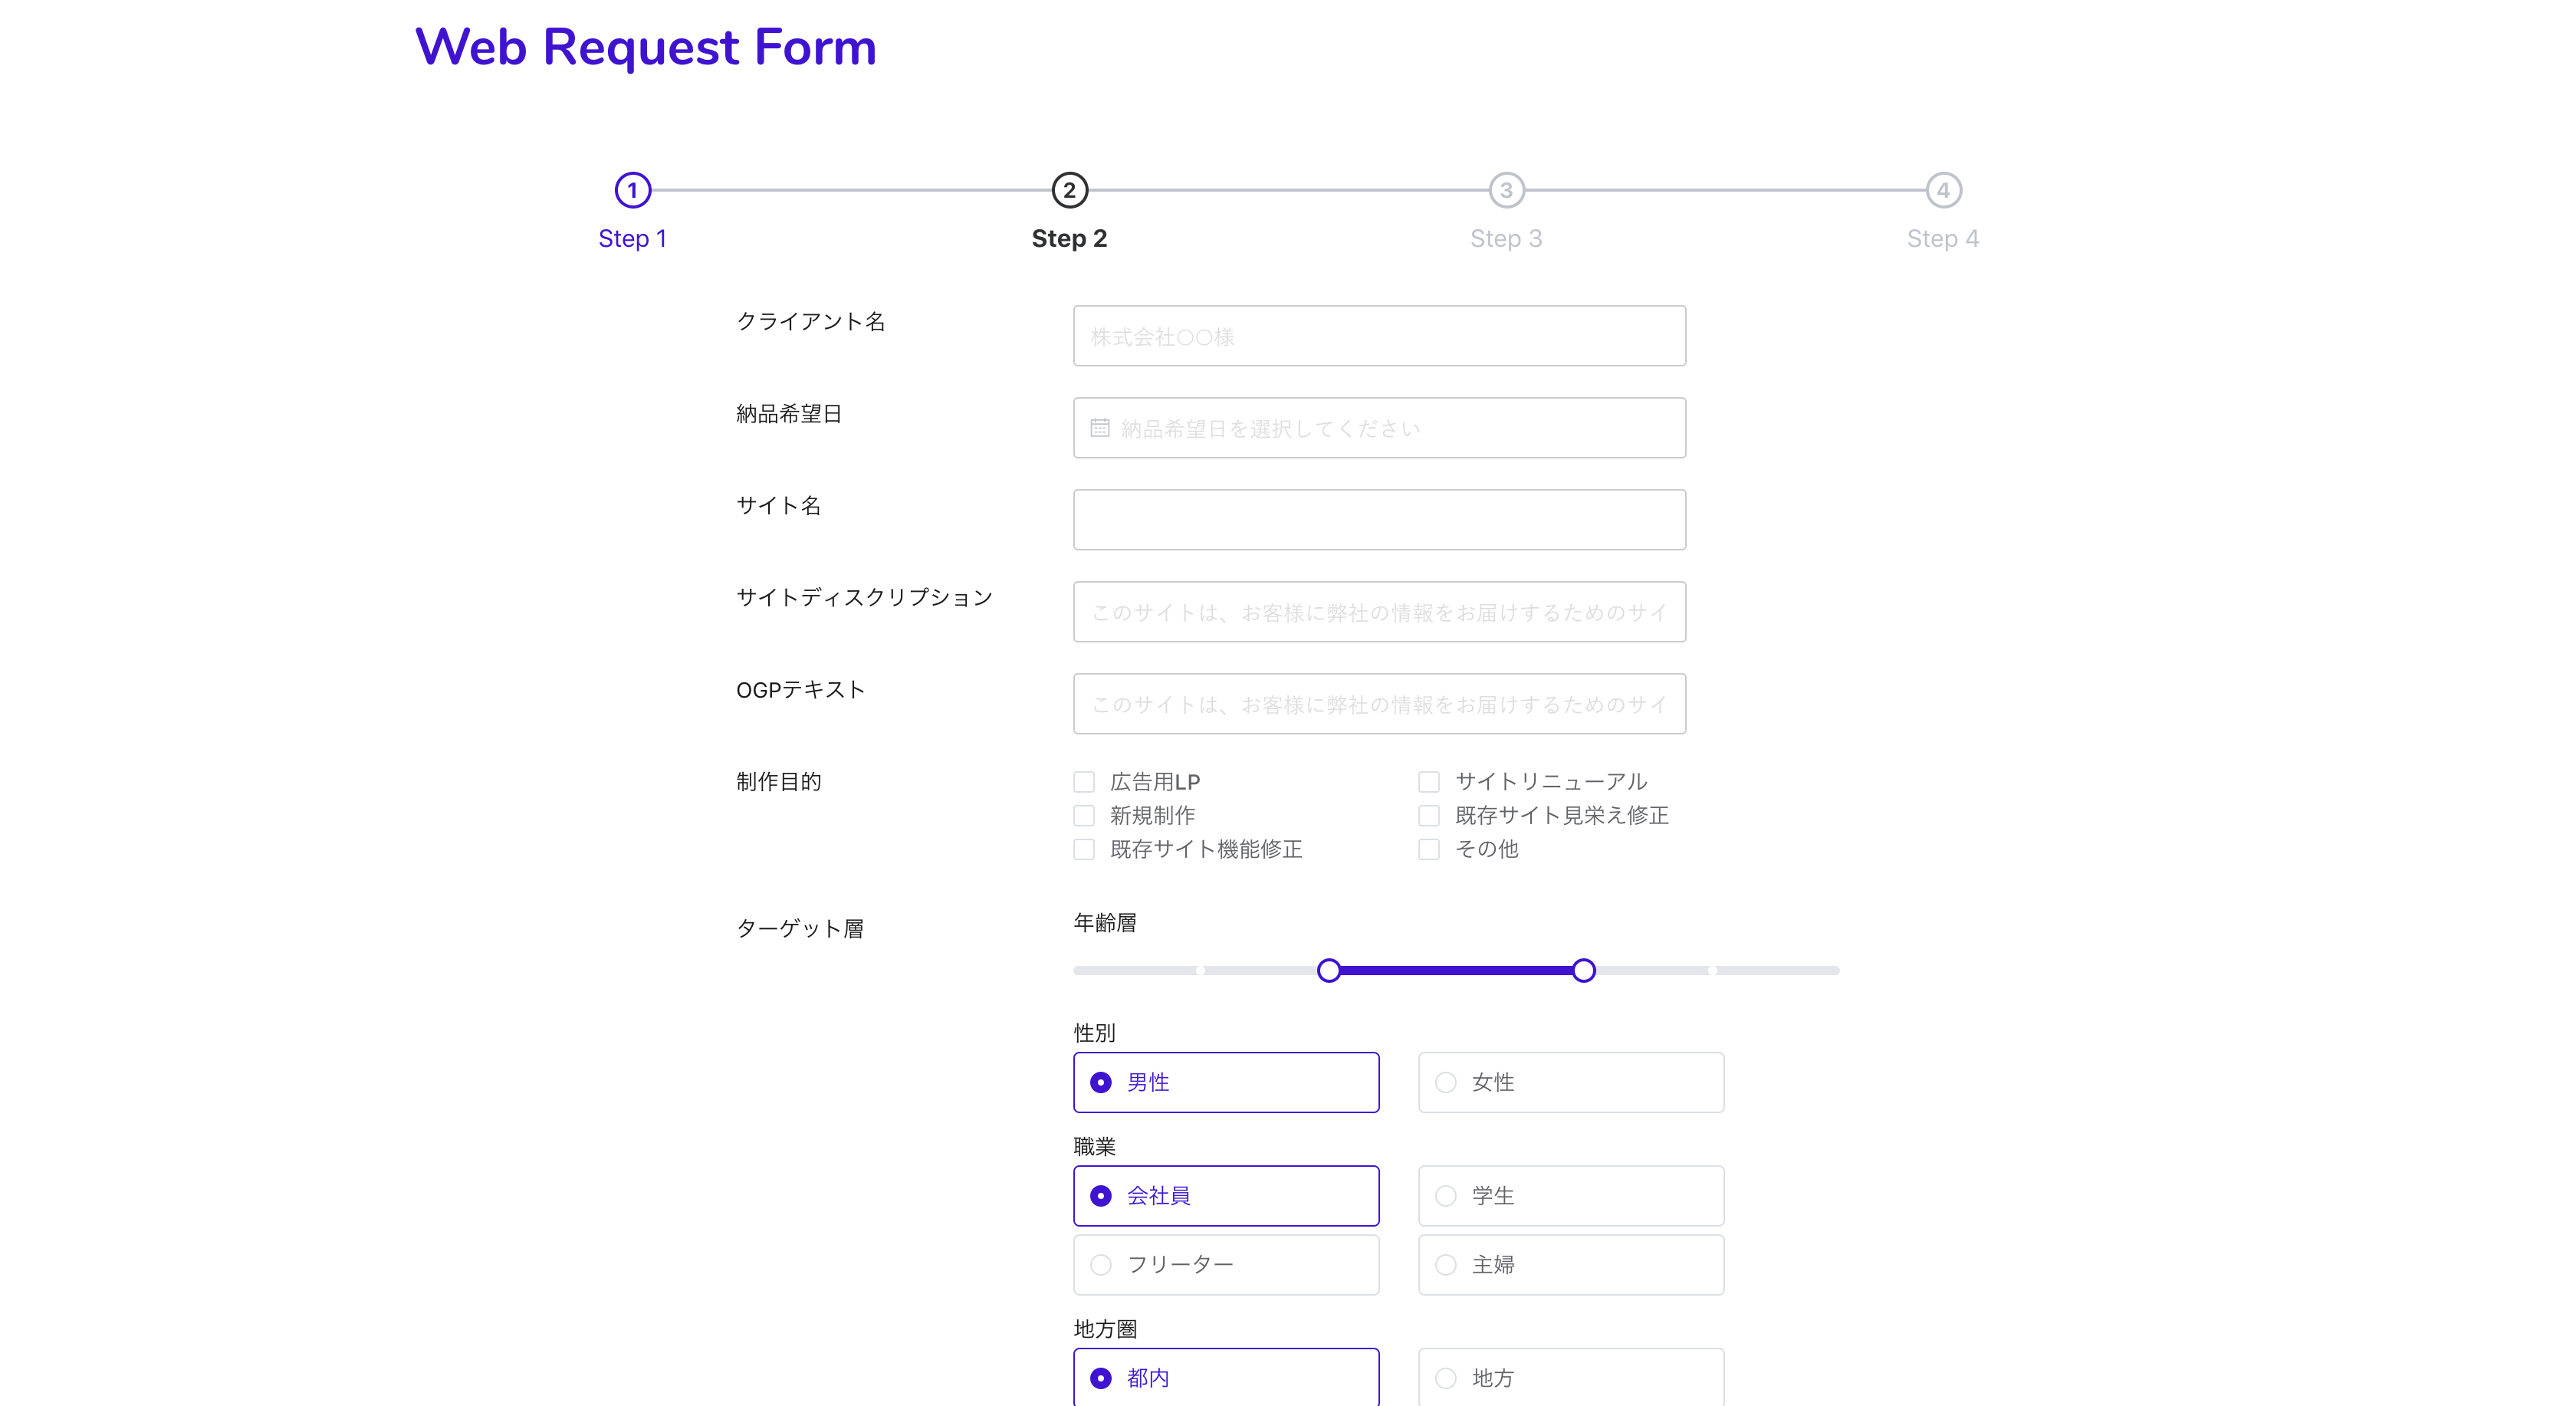 Web Request Form
1 2 3 4
Step 1 Step 2 Step 3 Step 4
クライアント名 株式会社○○様
納品希望日 納品希望日を選択してください
サイト名
サイトディスクリプション このサイトは、お客様に弊社の情報をお届けするためのサイ
OGPテキスト このサイトは、お客様に弊社の情報をお届けするためのサイ
制作目的 広告用LP サイトリニューアル
新規制作 既存サイト見栄え修正
既存サイト機能修正 その他
ターゲット層 年齢層
性別
男性 女性
職業
会社員 学生
フリーター 主婦
地方圏
都内 地方